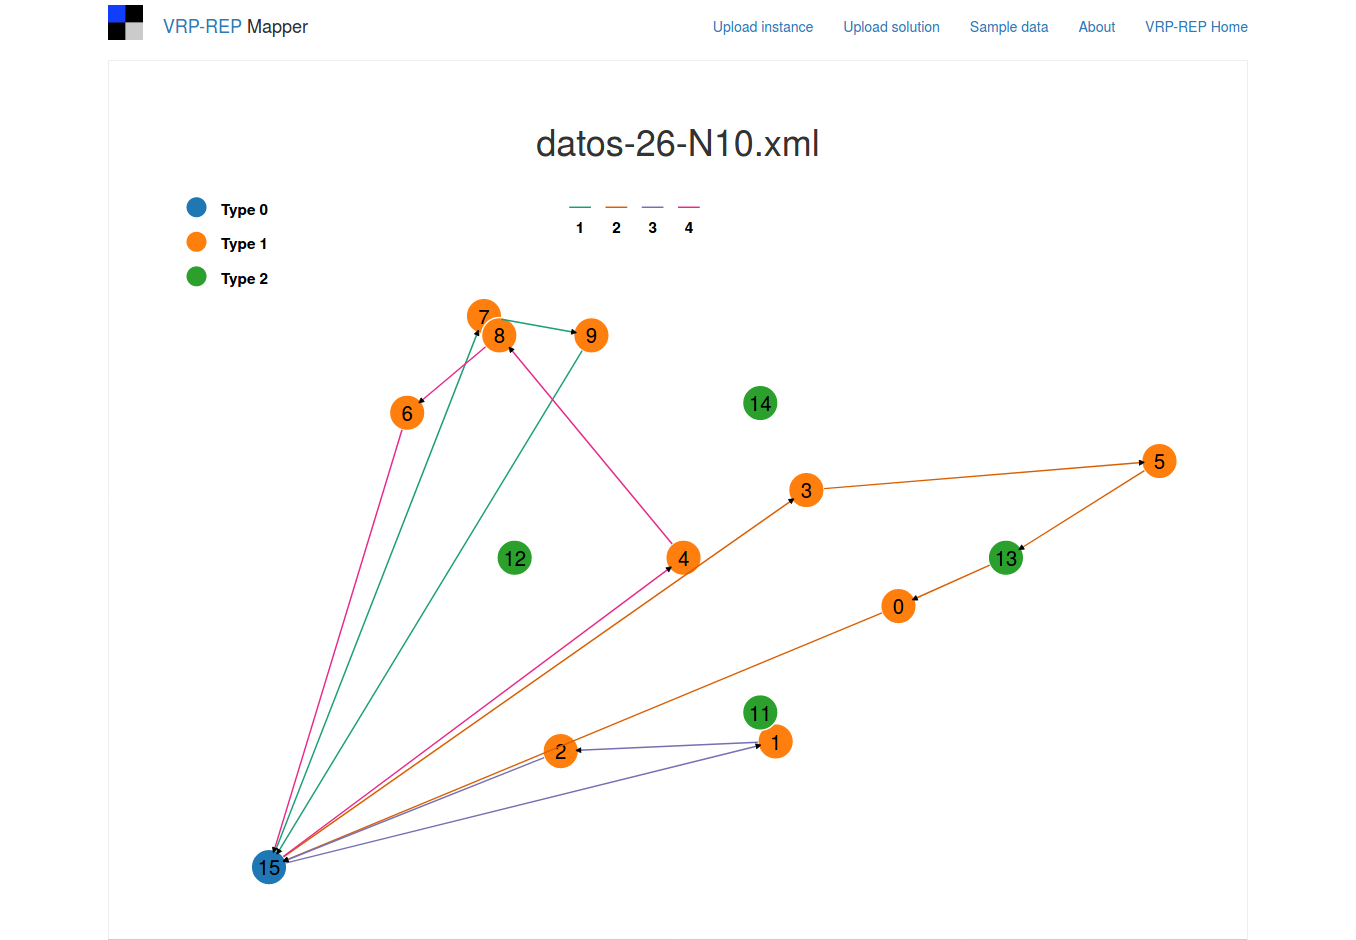 VRP-REP Mapper
Upload instance
Upload solution
Sample data
About
VRP-REP Home
datos-26-N10.xml
Type 0
Type 1
Type 2
1 2 3 4
7
8
9
6
14
5
3
12
4
13
0
11
1
2
15